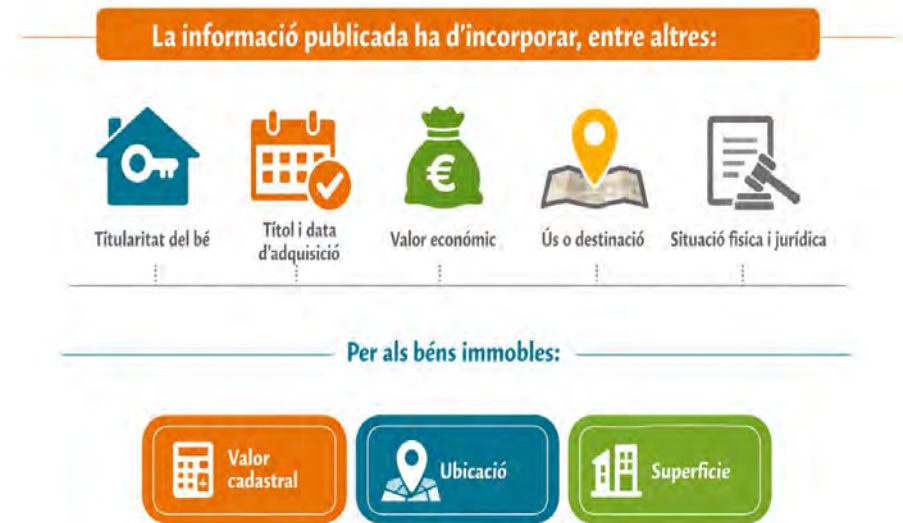 La informació publicada ha d'incorporar, entre altres:
Titularitat del bé
Títol i data
d'adquisició
Valor económic
Ús o destinació
Situació física i jurídica
Per als béns immobles:
Valor
cadastral
Ubicació
Superfície